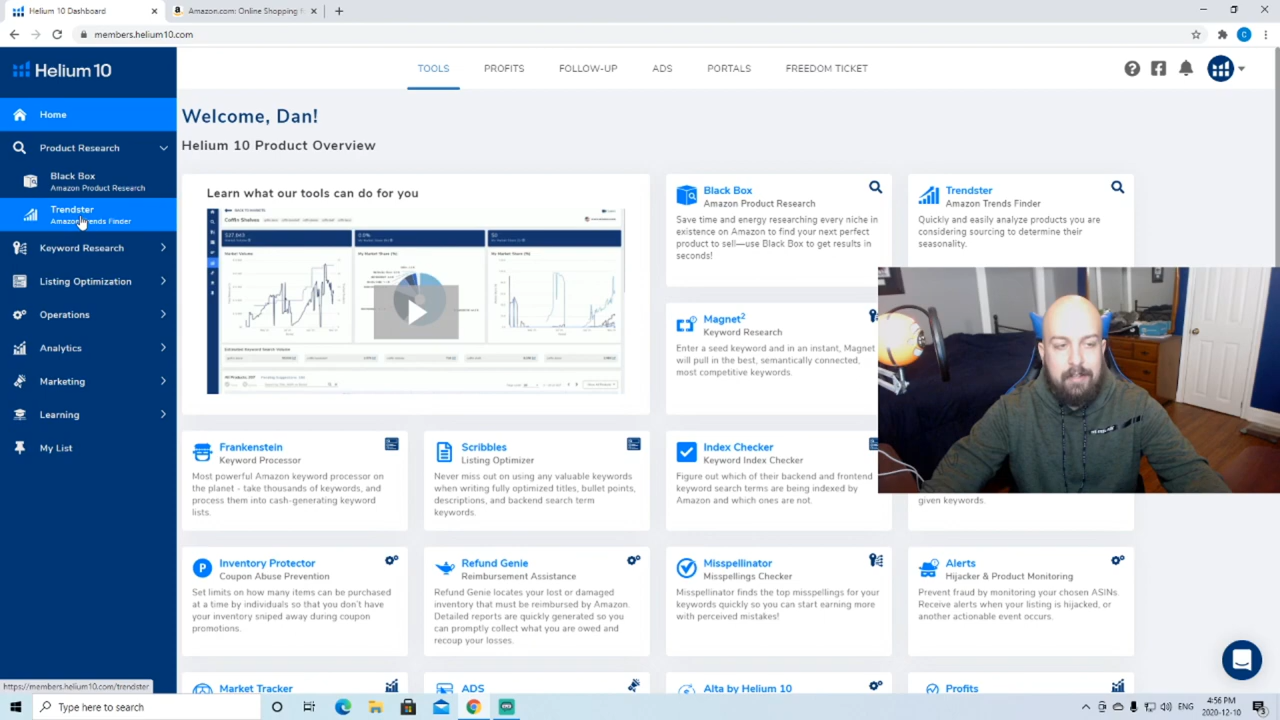 Helium 10 Dashboard
Amazon.com: Online Shopping f
members.helium10.com
C
Helium 10
TOOLS
PROFITS
FOLLOW-UP
ADS
PORTALS
FREEDOM TICKET
Home
Product Research
Black Box
Amazon Product Research
Trendster
Amazon Trends Finder
Keyword Research
Listing Optimization
Operations
Analytics
Marketing
Learning
My List
Welcome, Dan!
Helium 10 Product Overview
Learn what our tools can do for you
Coffin Shelves
Black Box
Amazon Product Research
Save time and energy researching every niche in
existence on Amazon to find your next perfect
product to sell—use Black Box to get results in
seconds!
Trendster
Amazon Trends Finder
Quickly and easily analyze products you are
considering sourcing to determine their
seasonality.
Magnet²
Keyword Research
Enter a seed keyword and in an instant, Magnet
will pull in the best, semantically connected,
most competitive keywords.
Frankenstein
Keyword Processor
Most powerful Amazon keyword processor on
the planet - take thousands of keywords, and
process them into cash-generating keyword
lists.
Scribbles
Listing Optimizer
Never miss out on using any valuable keywords
when writing fully optimized titles, bullet points,
descriptions, and backend search term
keywords.
Index Checker
Keyword Index Checker
Figure out which of their backend and frontend
keyword search terms are being indexed by
Amazon and which ones are not.
given keywords.
Inventory Protector
Coupon Abuse Prevention
Set limits on how many items can be purchased
at a time by individuals so that you don't have
your inventory sniped away during coupon
promotions.
Refund Genie
Reimbursement Assistance
Refund Genie locates your lost or damaged
inventory that must be reimbursed by Amazon.
Detailed reports are quickly generated so you
can promptly collect what you are owed and
recoup your losses.
Misspellinator
Misspellings Checker
Misspellinator finds the top misspellings for your
keywords quickly so you can start earning more
with perceived mistakes!
Alerts
Hijacker & Product Monitoring
Prevent fraud by monitoring your chosen ASINs.
Receive alerts when your listing is hijacked, or
another actionable event occurs.
Market Tracker
ADS
Alta by Helium 10
Profits
https://members.helium10.com/trendster
Type here to search
ENG
4:56 PM
2020-12-10
3